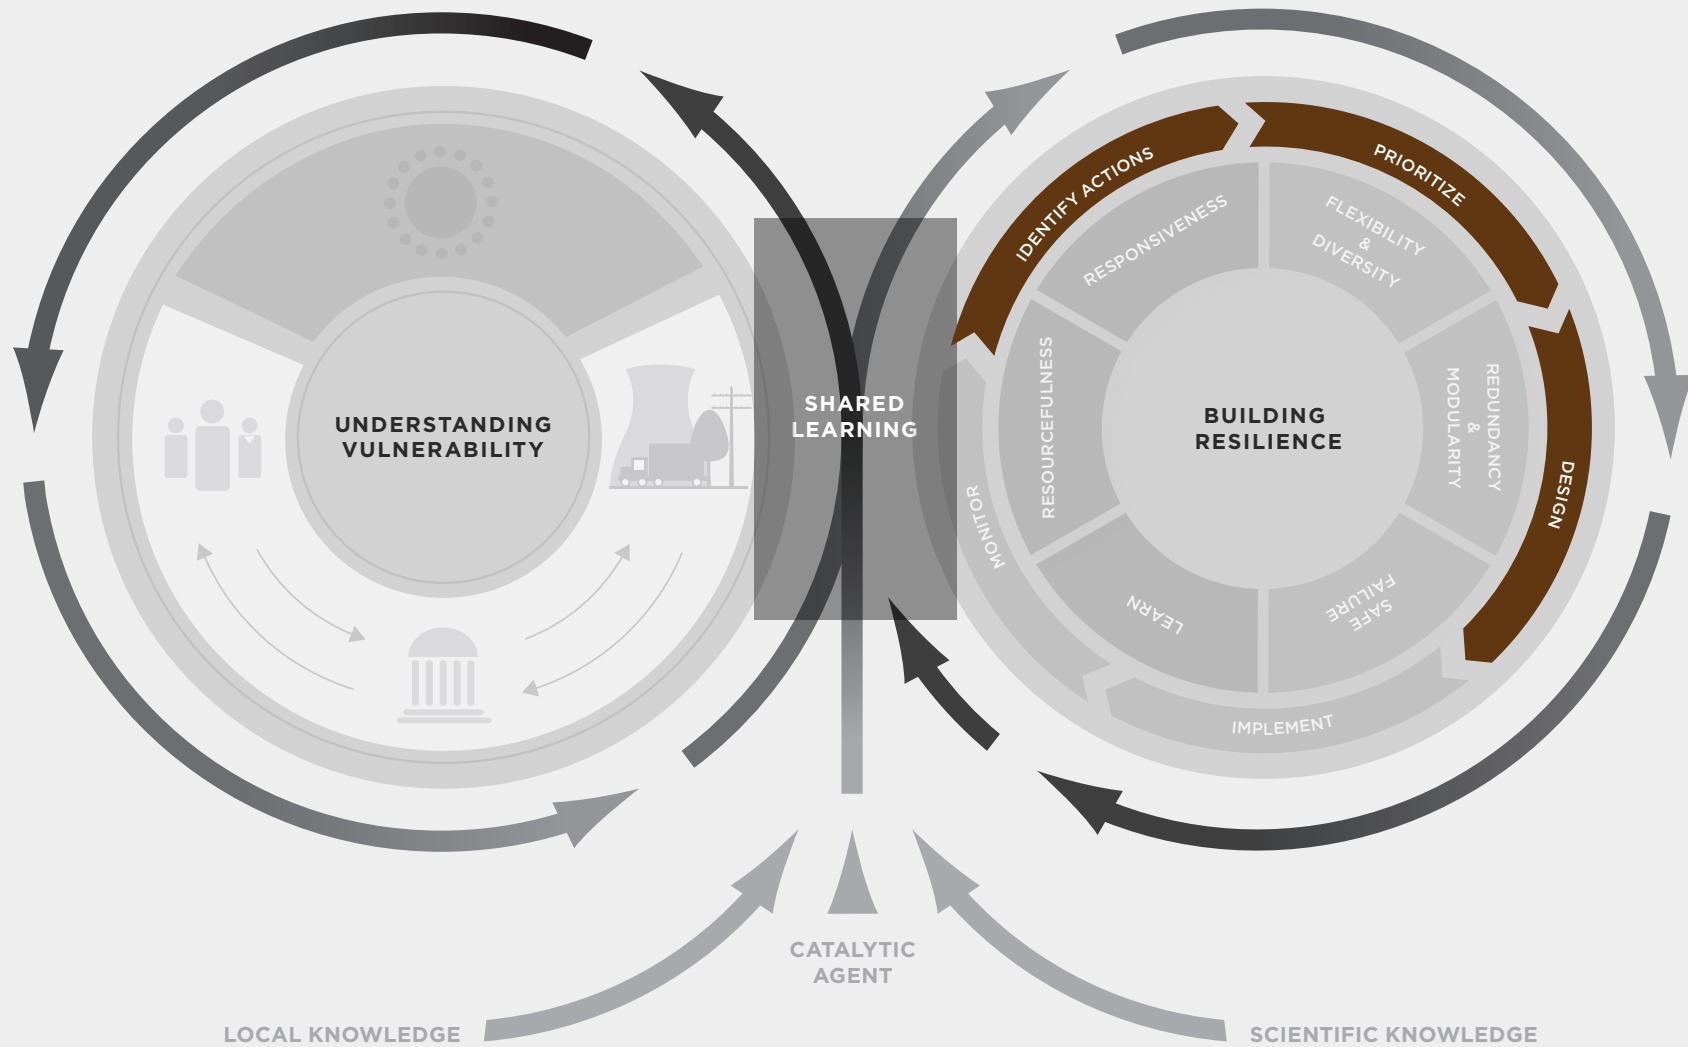 UNDERSTANDING
VULNERABILITY
SHARED
LEARNING
BUILDING
RESILIENCE
IDENTIFY ACTIONS
PRIORITIZE
DESIGN
IMPLEMENT
MONITOR
RESPONSIVENESS
FLEXIBILITY
&
DIVERSITY
REDUNDANCY
&
MODULARITY
SAFE
FAILURE
LEARN
RESOURCEFULNESS
CATALYTIC
AGENT
LOCAL KNOWLEDGE
SCIENTIFIC KNOWLEDGE